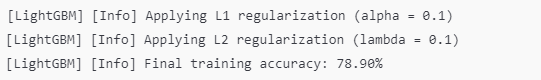 [LightGBM] [Info] Applying L1 regularization (alpha = 0.1)
[LightGBM] [Info] Applying L2 regularization (lambda = 0.1)
[LightGBM] [Info] Final training accuracy: 78.90%